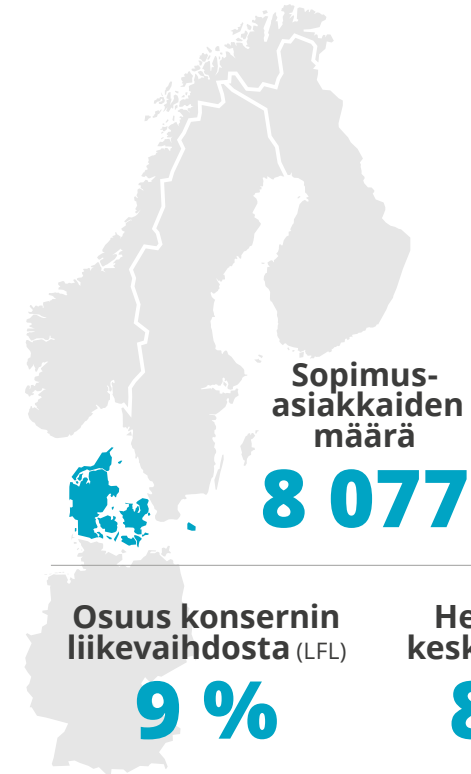 Sopimus-
asiakkaiden
määrä
8 077
Osuus konsernin
liikevaihdosta (LFL)
9 %